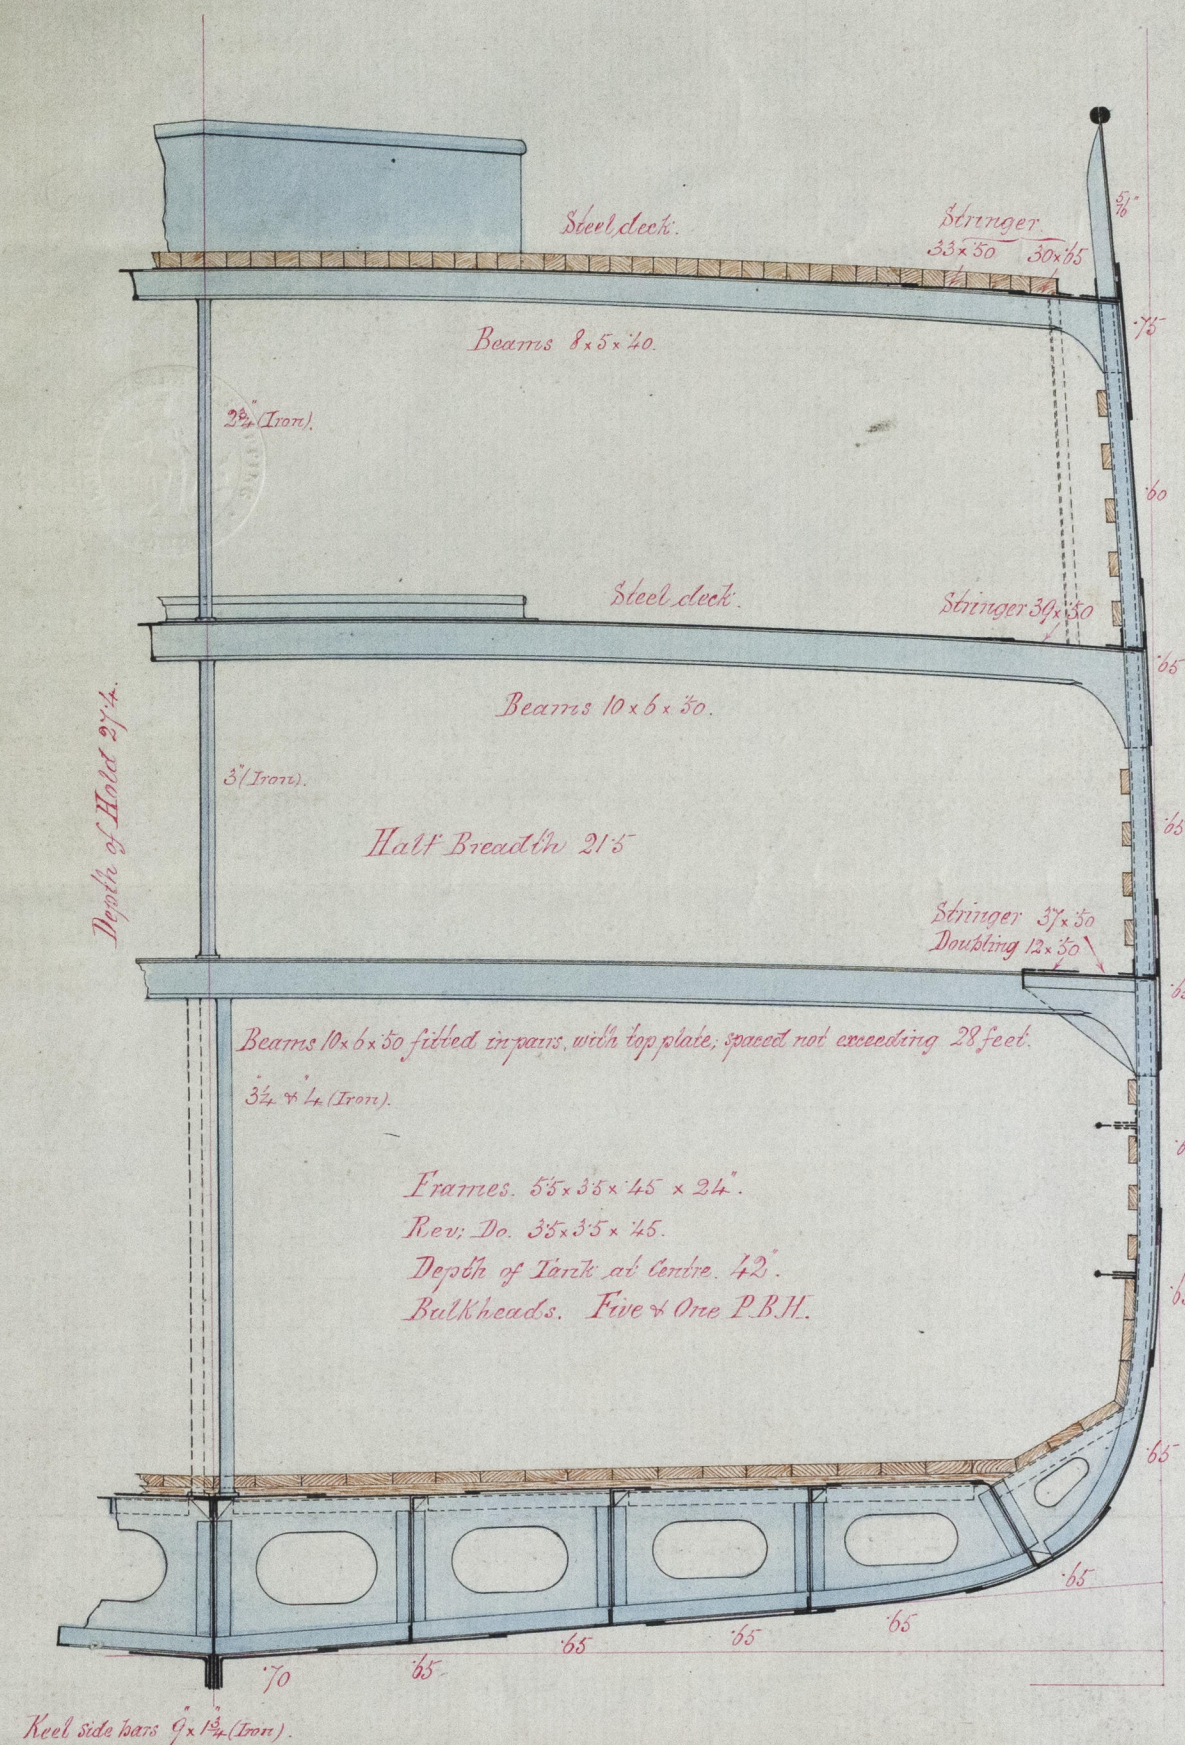 Steel deck.
Stringer
33 x ·50 30 x ·65
5/16"
Beams 8 x 5 x ·40.
·75
2¾" (Iron).
·60
Steel deck.
Stringer 39 x ·50
·65
Beams 10 x 6 x ·50.
Depth of Hold 27·4.
3" (Iron).
·65
Half Breadth 21·5
Stringer 37 x ·50
Doubling 12 x ·50
Beams 10 x 6 x ·50 fitted in pairs, with top plate; spaced not exceeding 28 feet.
3¼" & 4" (Iron).
Frames. 5·5 x 3·5 x ·45 x 24".
Rev; Do. 3·5 x 3·5 x ·45.
Depth of Tank at Centre. 42".
Bulkheads. Five & One P.B.H.
·65
·65
·65
·65
·65
·65
·70
Keel side bars 9" x 1¾" (Iron).